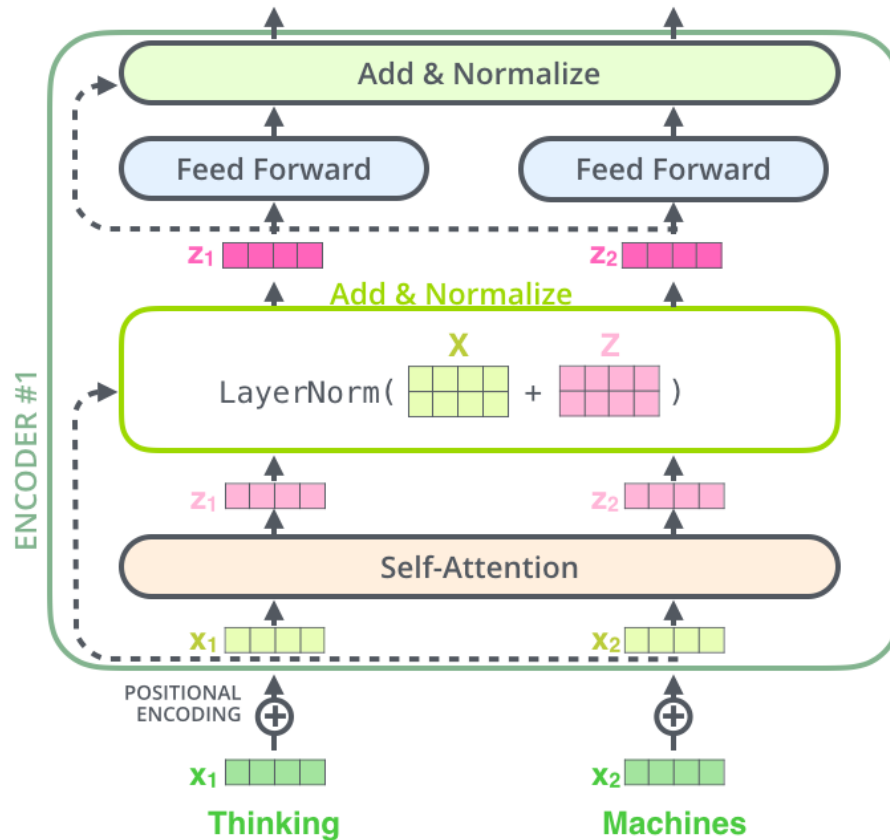 Add & Normalize
Feed Forward Feed Forward
z₁ z₂
Add & Normalize
X Z
LayerNorm( + )
ENCODER #1
z₁ z₂
Self-Attention
x₁ x₂
POSITIONAL
ENCODING
x₁ x₂
Thinking Machines